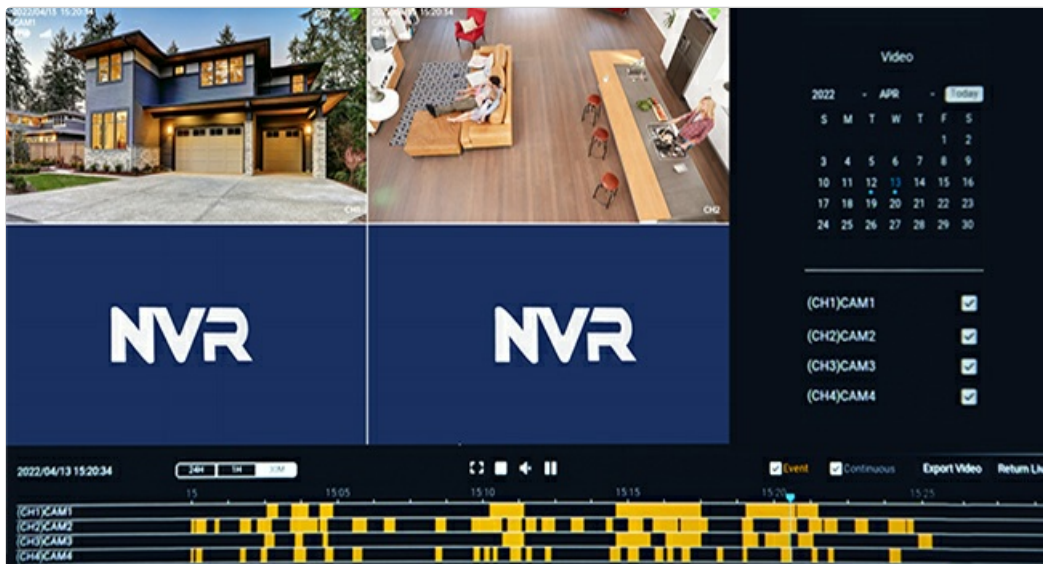 2022/04/13 15:20:34
CAM1
CH1
2022/04/13 15:20:34
CH2
NVR
NVR
Video
2022 - APR - Today
S M T W T F S
1 2
3 4 5 6 7 8 9
10 11 12 13 14 15 16
17 18 19 20 21 22 23
24 25 26 27 28 29 30
(CH1)CAM1
(CH2)CAM2
(CH3)CAM3
(CH4)CAM4
2022/04/13 15:20:34 24H 1H 30M Event Continuous Export Video Return Liv
15 15:05 15:10 15:15 15:20 15:25
(CH1)CAM1
(CH2)CAM2
(CH3)CAM3
(CH4)CAM4